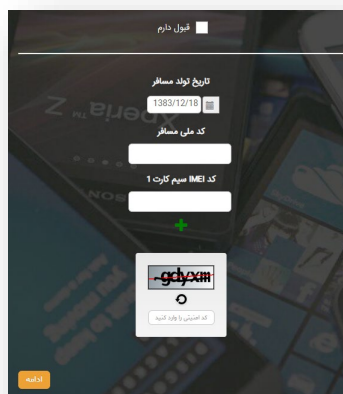 قبول دارم
تاریخ تولد مسافر
1383/12/18
کد ملی مسافر
کد IMEI سیم کارت 1
gdyxm
کد امنیتی را وارد کنید
ادامه
Xperia Z